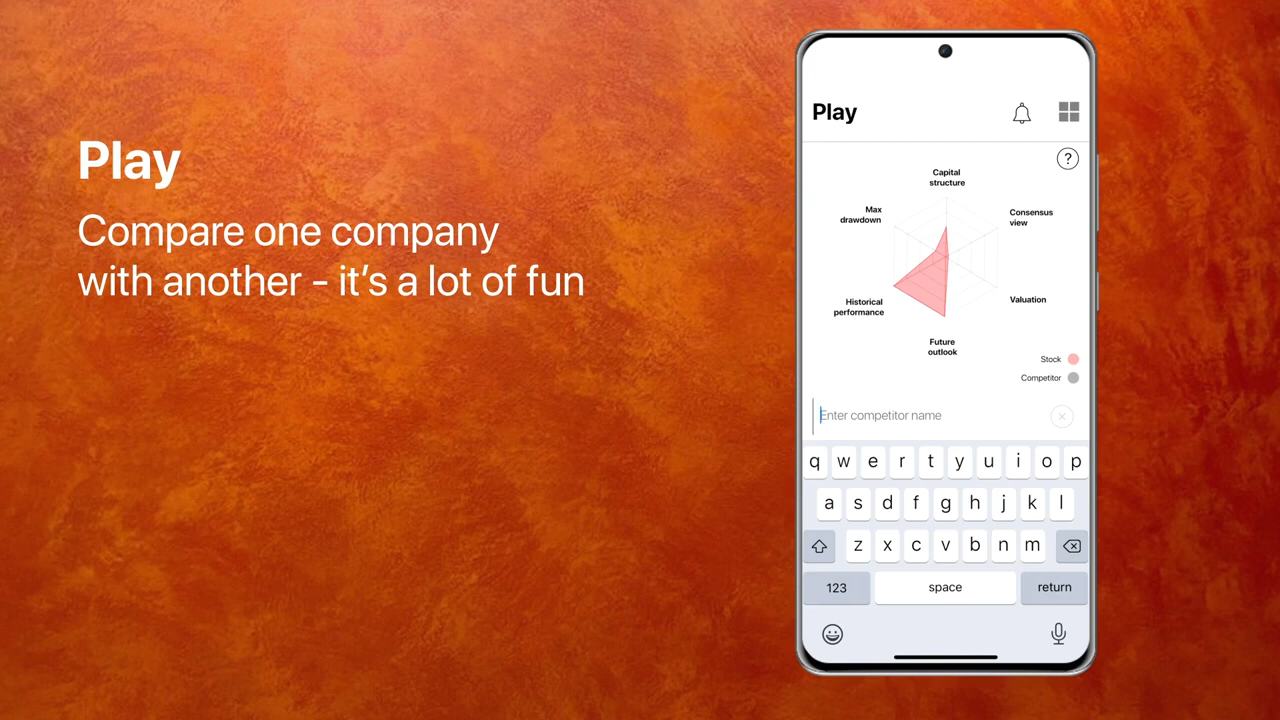 Play
Compare one company
with another - it's a lot of fun
Play
?
Capital
structure
Max
drawdown
Consensus
view
Historical
performance
Valuation
Future
outlook
Stock
Competitor
Enter competitor name
q w e r t y u i o p
a s d f g h j k l
z x c v b n m
123 space return